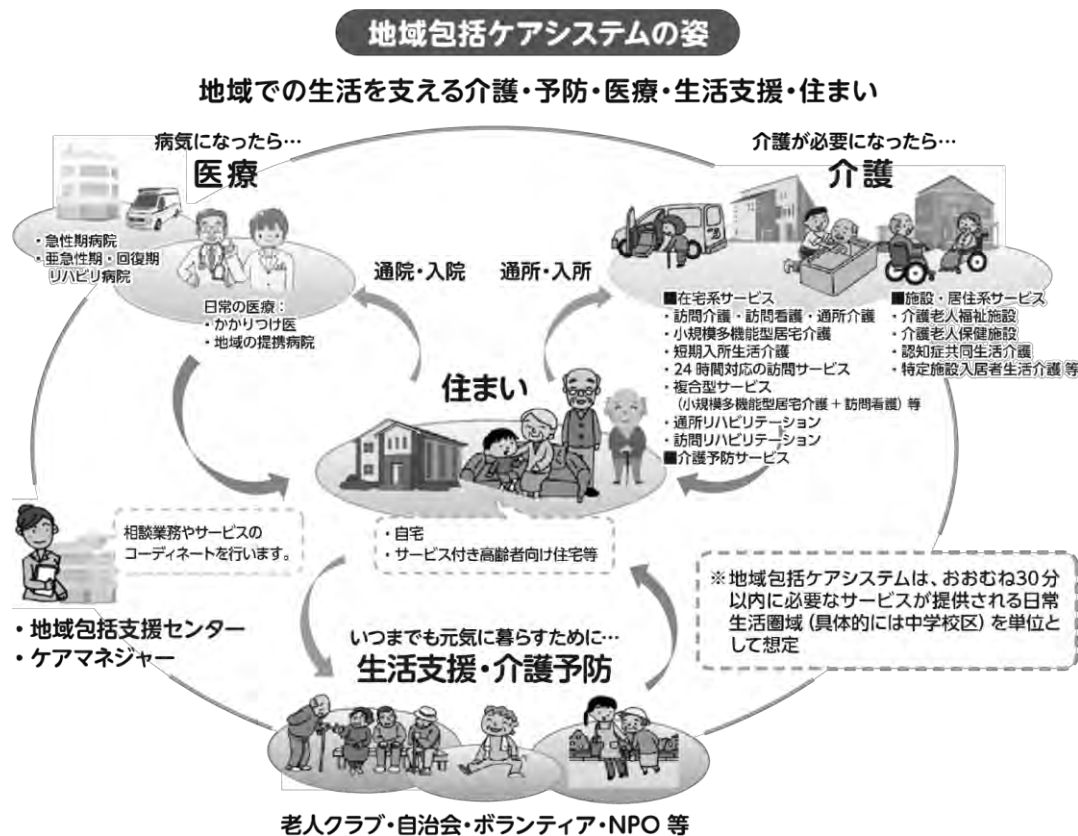 地域包括ケアシステムの姿
地域での生活を支える介護・予防・医療・生活支援・住まい
病気になったら…
医療
・急性期病院
・亜急性期・回復期
リハビリ病院
日常の医療：
・かかりつけ医
・地域の提携病院
通院・入院
通所・入所
介護が必要になったら…
介護
■在宅系サービス
・訪問介護・訪問看護・通所介護
・小規模多機能型居宅介護
・短期入所生活介護
・24時間対応の訪問サービス
・複合型サービス
（小規模多機能型居宅介護＋訪問看護）等
・通所リハビリテーション
・訪問リハビリテーション
■介護予防サービス
■施設・居住系サービス
・介護老人福祉施設
・介護老人保健施設
・認知症共同生活介護
・特定施設入居者生活介護 等
住まい
・自宅
・サービス付き高齢者向け住宅等
相談業務やサービスの
コーディネートを行います。
・地域包括支援センター
・ケアマネジャー
いつまでも元気に暮らすために…
生活支援・介護予防
老人クラブ・自治会・ボランティア・NPO 等
※地域包括ケアシステムは、おおむね30分
以内に必要なサービスが提供される日常
生活圏域（具体的には中学校区）を単位と
して想定